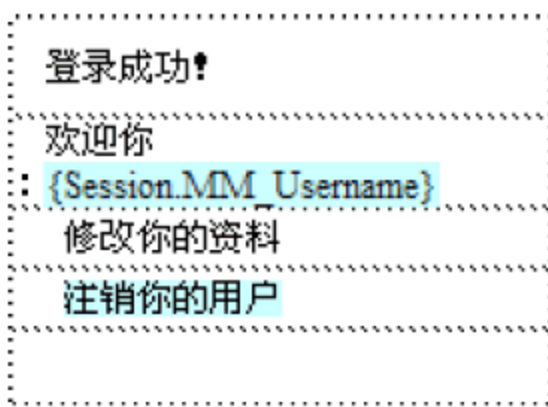 登录成功!
欢迎你
: {Session.MM_Username}
修改你的资料
注销你的用户